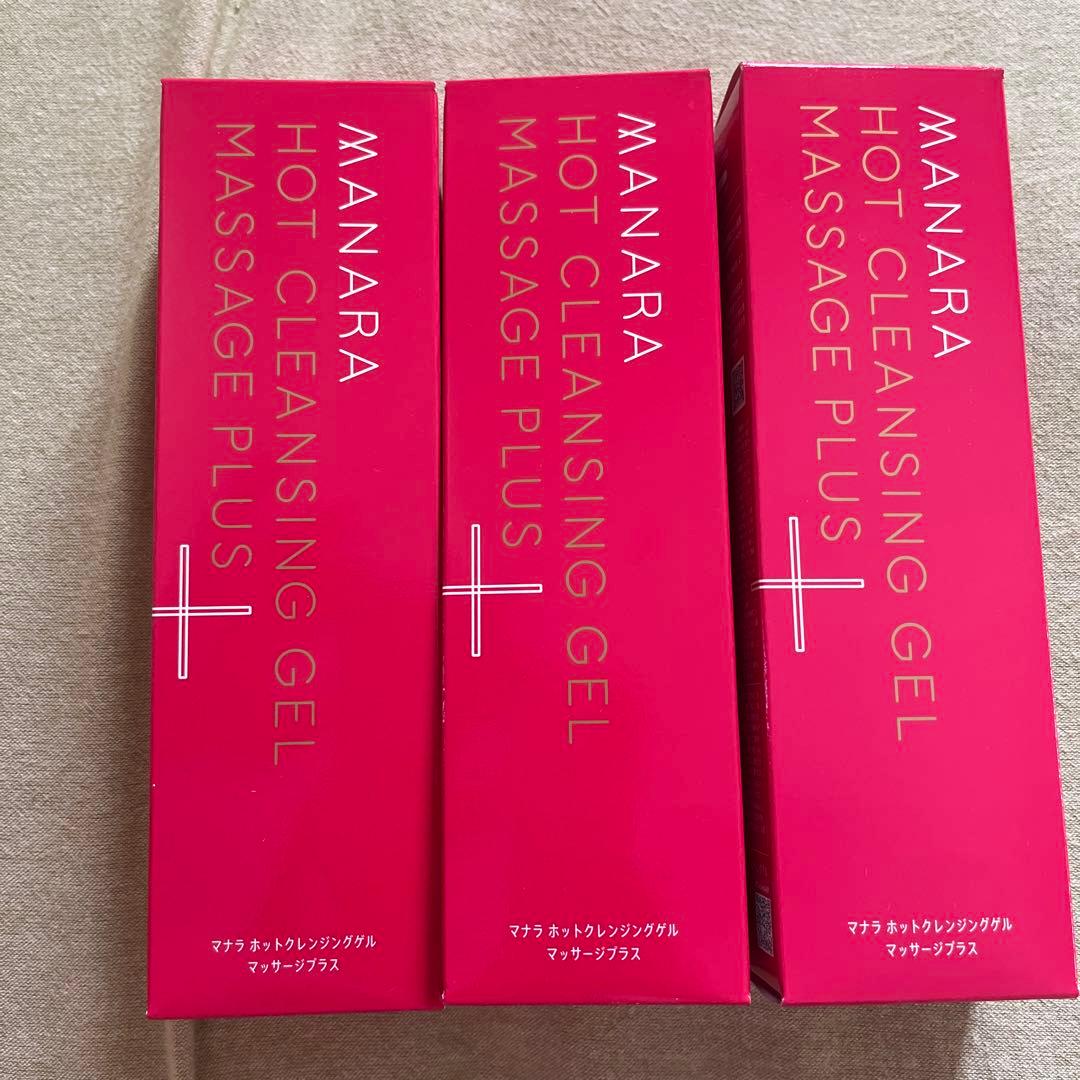 MANARA
HOT CLEANSING GEL
MASSAGE PLUS
マナラ ホットクレンジングゲル
マッサージプラス
MANARA
HOT CLEANSING GEL
MASSAGE PLUS
マナラ ホットクレンジングゲル
マッサージプラス
MANARA
HOT CLEANSING GEL
MASSAGE PLUS
マナラ ホットクレンジングゲル
マッサージプラス